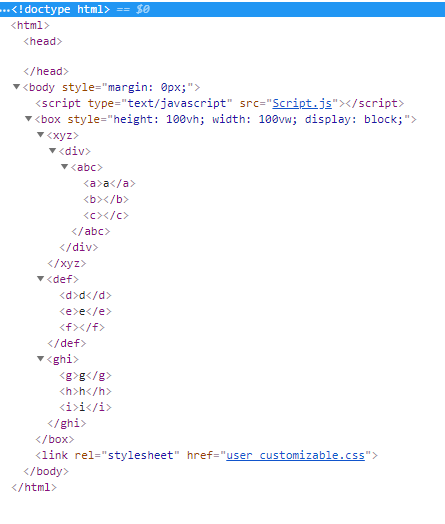 ...<!doctype html> == $0
<html>
<head>
</head>
▼<body style="margin: 0px;">
<script type="text/javascript" src="Script.js"></script>
▼<box style="height: 100vh; width: 100vw; display: block;">
▼<xyz>
▼<div>
▼<abc>
<a>a</a>
<b></b>
<c></c>
</abc>
</div>
</xyz>
▼<def>
<d>d</d>
<e>e</e>
<f></f>
</def>
▼<ghi>
<g>g</g>
<h>h</h>
<i>i</i>
</ghi>
</box>
<link rel="stylesheet" href="user_customizable.css">
</body>
</html>